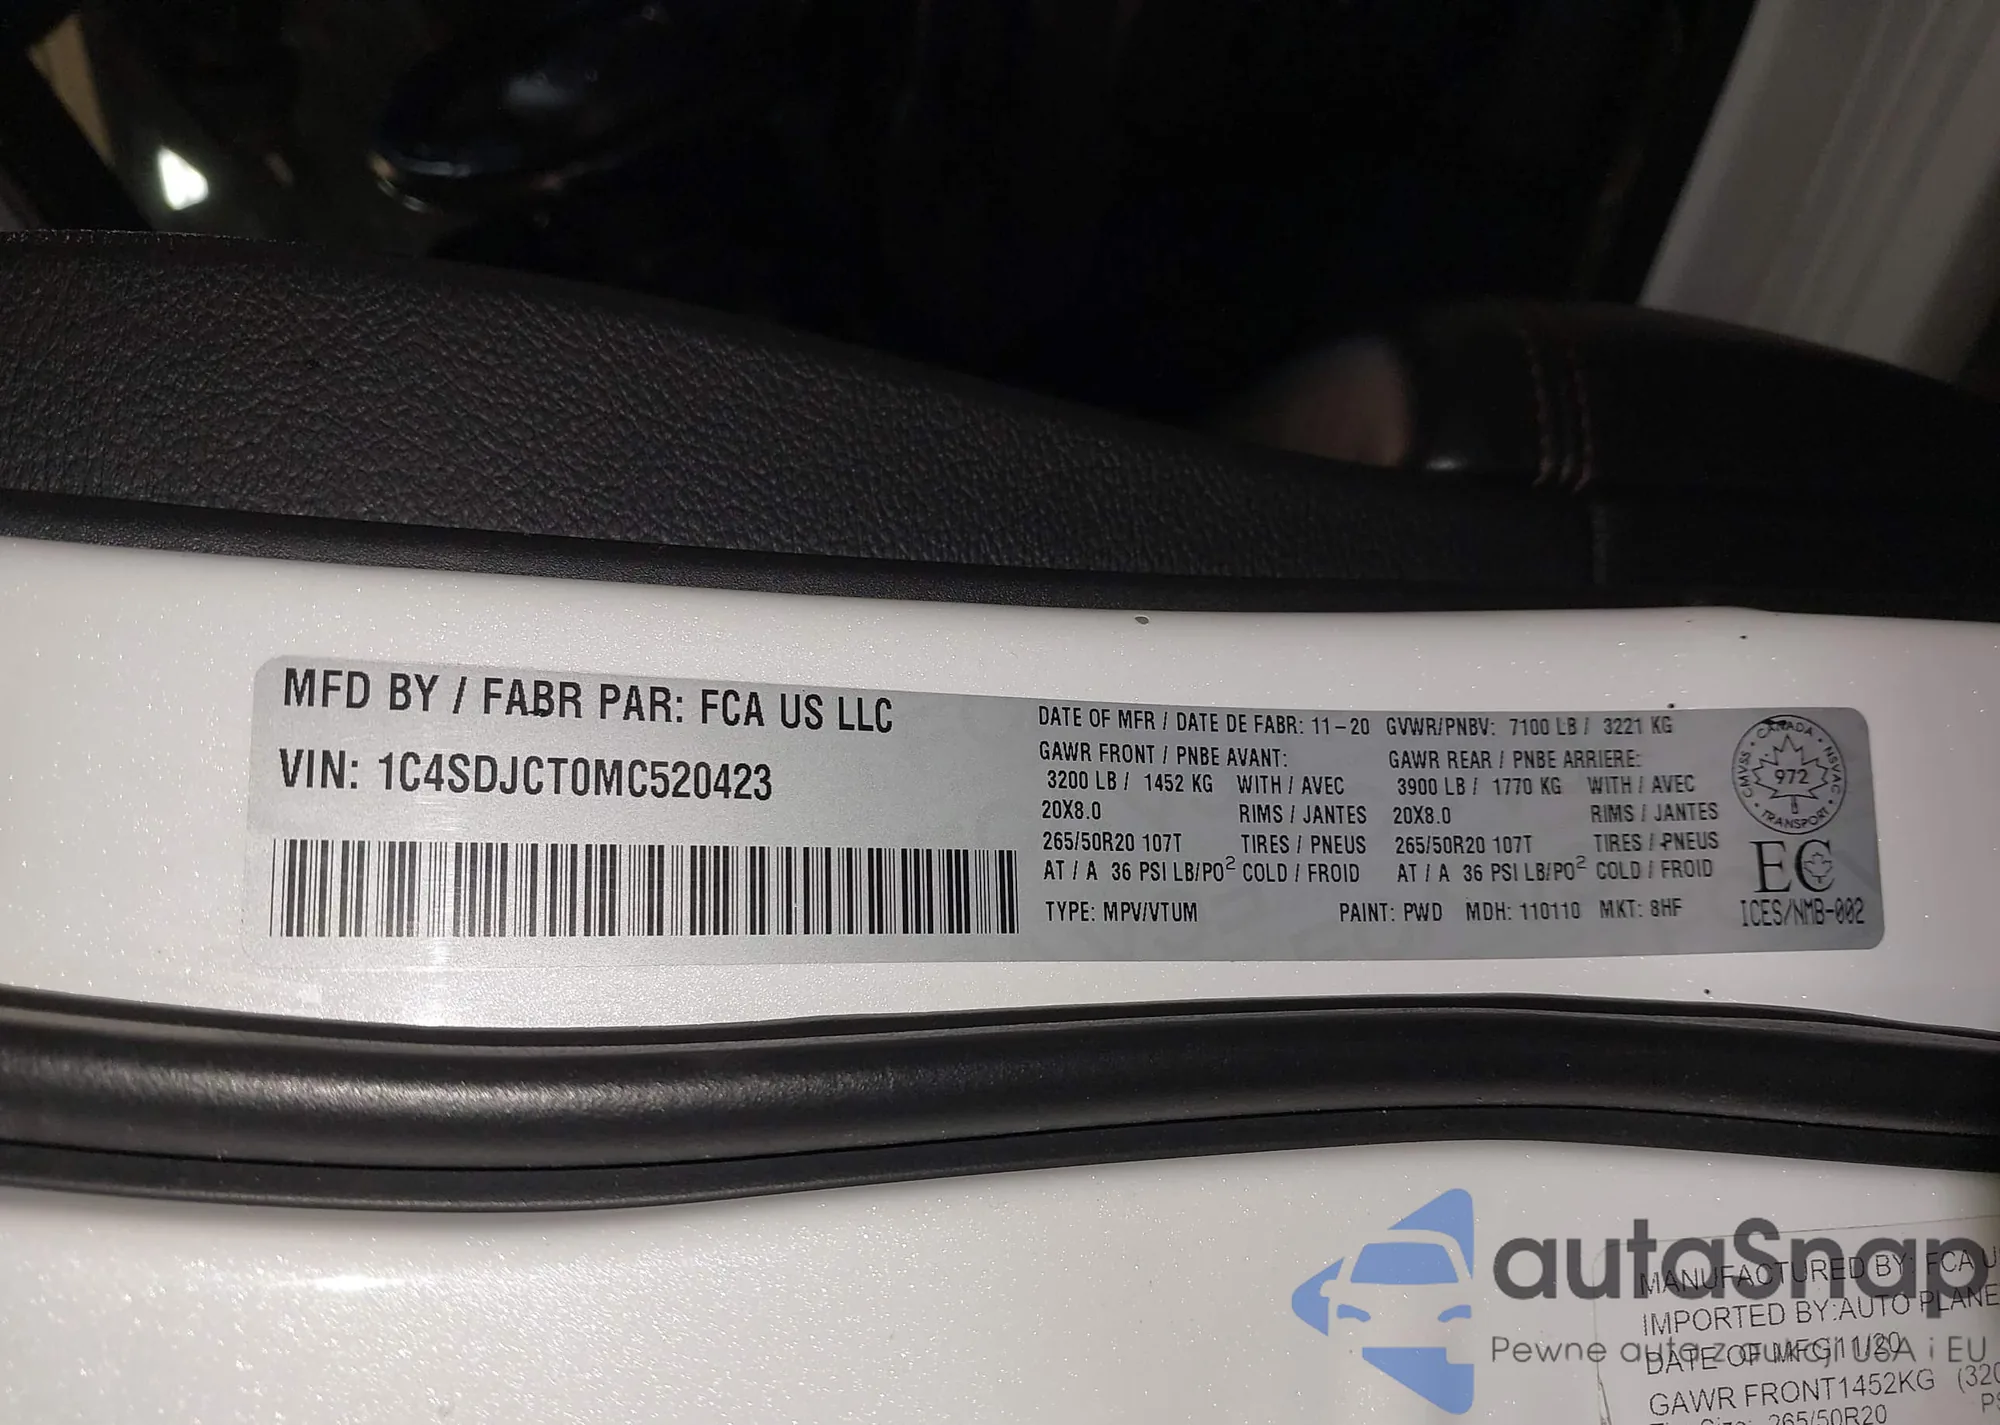 MFD BY / FABR PAR: FCA US LLC
VIN: 1C4SDJCT0MC520423
DATE OF MFR / DATE DE FABR: 11-20 GVWR/PNBV: 7100 LB / 3221 KG
GAWR FRONT / PNBE AVANT: GAWR REAR / PNBE ARRIERE:
3200 LB / 1452 KG WITH / AVEC 3900 LB / 1770 KG WITH / AVEC
20X8.0 RIMS / JANTES 20X8.0 RIMS / JANTES
265/50R20 107T TIRES / PNEUS 265/50R20 107T TIRES / PNEUS
AT / A 36 PSI LB/PO² COLD / FROID AT / A 36 PSI LB/PO² COLD / FROID
TYPE: MPV/VTUM PAINT: PWD MDH: 110110 MKT: 8HF
CANADA • NSVAC • TRANSPORT • CMVSS •
972
EC
ICES/NMB-002
autaSnap
Pewne auta z aukcji USA i EU
MANUFACTURED BY: FCA U
IMPORTED BY:AUTO PLANE
DATE OF MFG11/20
GAWR FRONT1452KG (320
265/50R20